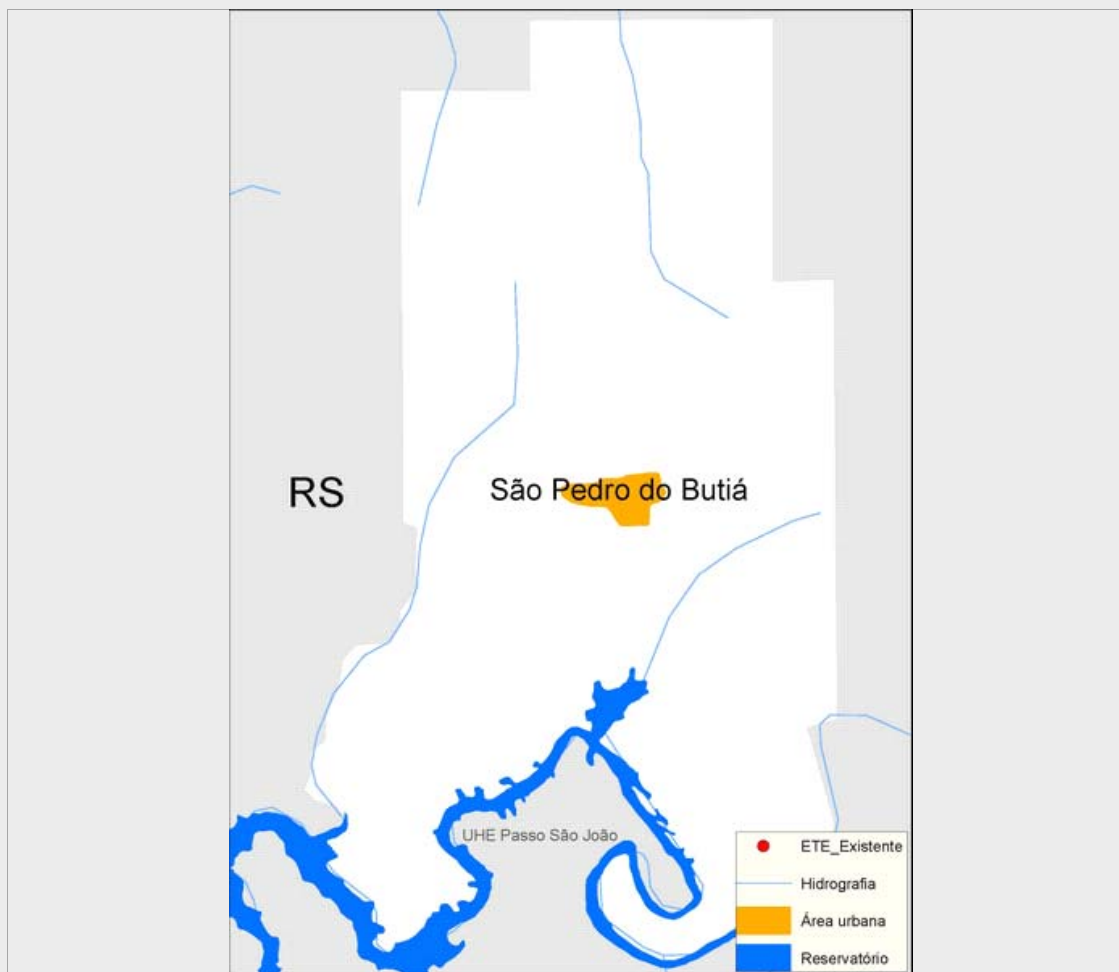 RS
São Pedro do Butiá
UHE Passo São João
ETE_Existente
Hidrografia
Área urbana
Reservatório